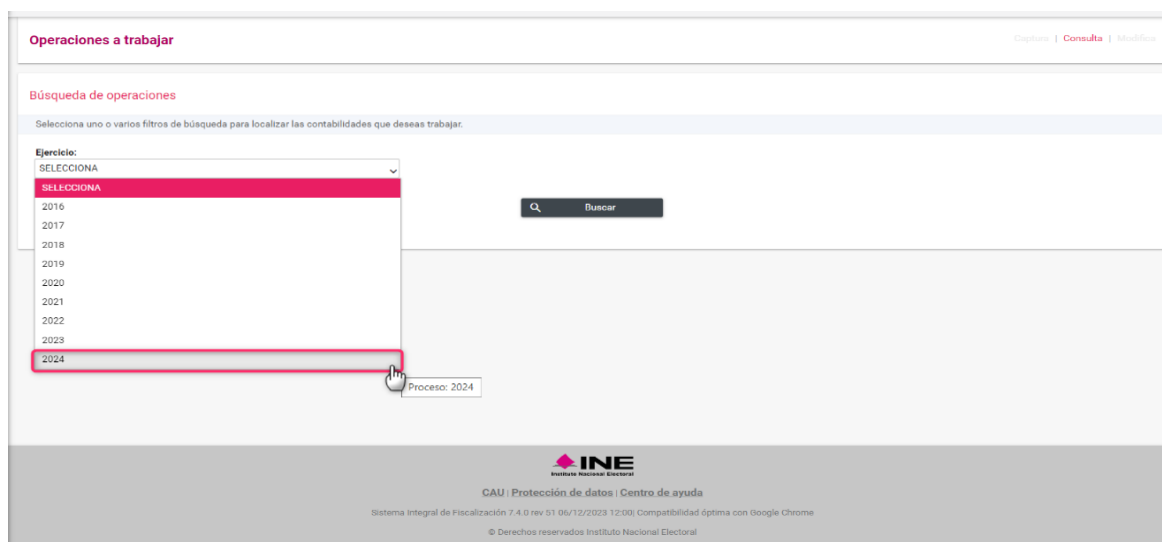 Operaciones a trabajar
Captura | Consulta | Modifica
Búsqueda de operaciones
Selecciona uno o varios filtros de búsqueda para localizar las contabilidades que deseas trabajar.
Ejercicio:
SELECCIONA
SELECCIONA
2016
Buscar
2017
2018
2019
2020
2021
2022
2023
2024
Proceso: 2024
INE
Instituto Nacional Electoral
CAU | Protección de datos | Centro de ayuda
Sistema Integral de Fiscalización 7.4.0 rev 51 06/12/2023 12:00| Compatibilidad óptima con Google Chrome
© Derechos reservados Instituto Nacional Electoral